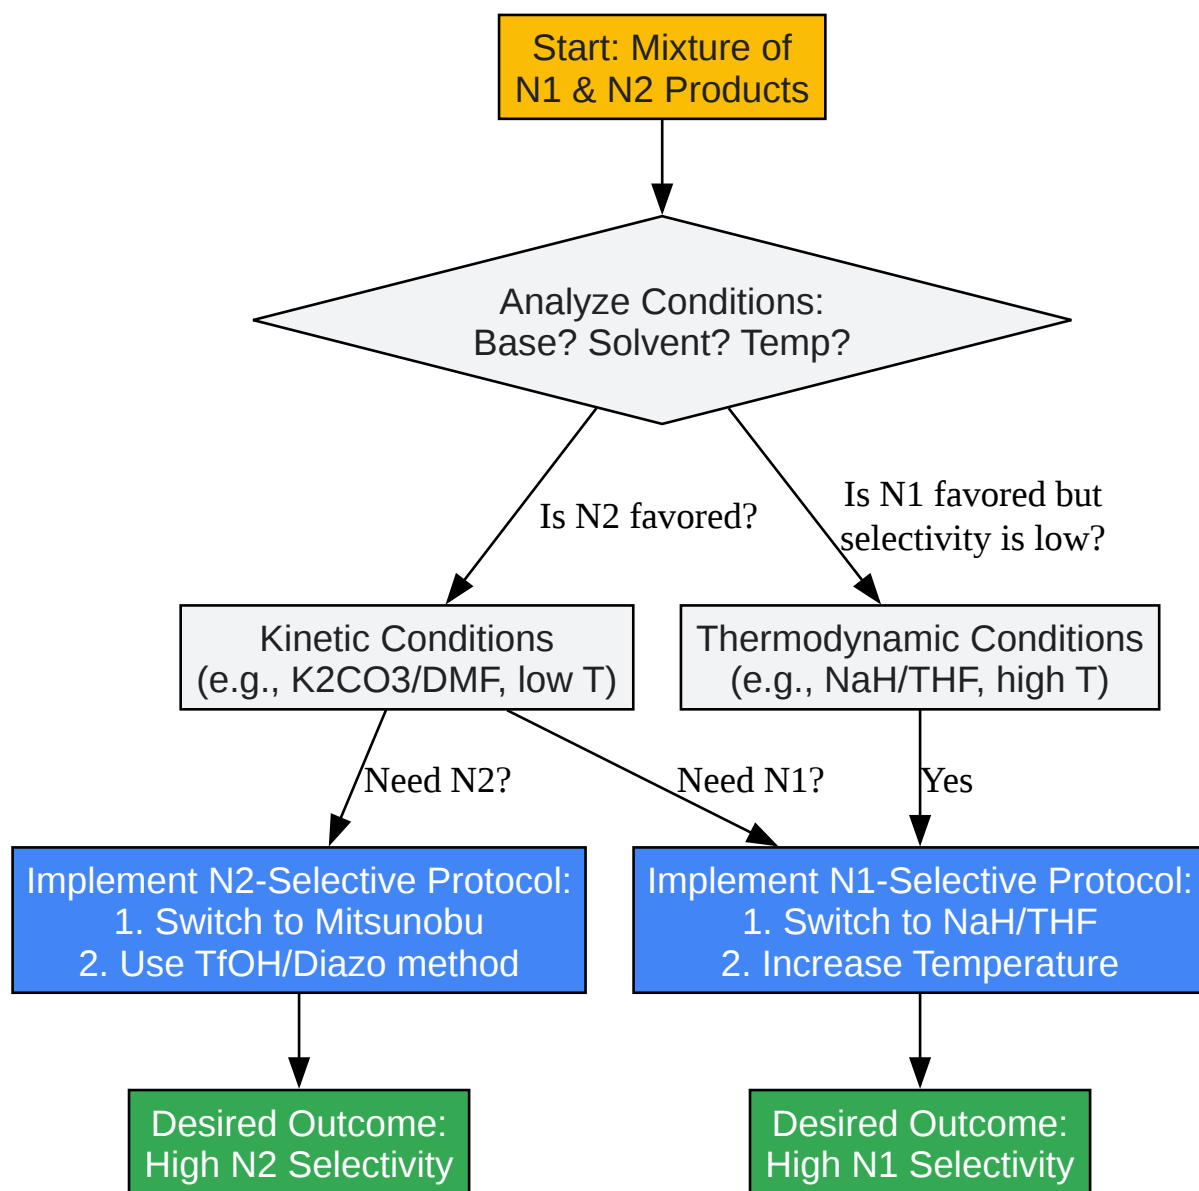 Start: Mixture of
N1 & N2 Products
Analyze Conditions:
Base? Solvent? Temp?
Is N2 favored?
Is N1 favored but
selectivity is low?
Kinetic Conditions
(e.g., K2CO3/DMF, low T)
Thermodynamic Conditions
(e.g., NaH/THF, high T)
Need N2?
Need N1?
Yes
Implement N2-Selective Protocol:
1. Switch to Mitsunobu
2. Use TfOH/Diazo method
Implement N1-Selective Protocol:
1. Switch to NaH/THF
2. Increase Temperature
Desired Outcome:
High N2 Selectivity
Desired Outcome:
High N1 Selectivity